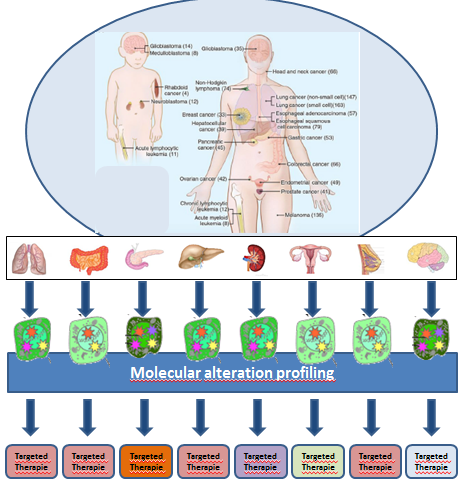 Glioblastoma (14)
Medulloblastoma (8)
Rhabdoid
cancer (4)
Neuroblastoma (12)
Acute lymphocytic
leukemia (11)
Glioblastoma (35)
Head and neck cancer (66)
Non-Hodgkin
lymphoma (74)
Lung cancer (non-small cell)(147)
Lung cancer (small cell)(163)
Esophageal adenocarcinoma (57)
Esophageal squamous
cell carcinoma (79)
Breast cancer (33)
Hepatocellular
cancer (39)
Gastric cancer (53)
Pancreatic
cancer (45)
Colorectal cancer (66)
Ovarian cancer (42)
Endometrial cancer (49)
Prostate cancer (41)
Chronic lymphocytic
leukemia (12)
Acute myeloid
leukemia (8)
Melanoma (135)
Molecular alteration profiling
Targeted
Therapie
Targeted
Therapie
Targeted
Therapie
Targeted
Therapie
Targeted
Therapie
Targeted
Therapie
Targeted
Therapie
Targeted
Therapie